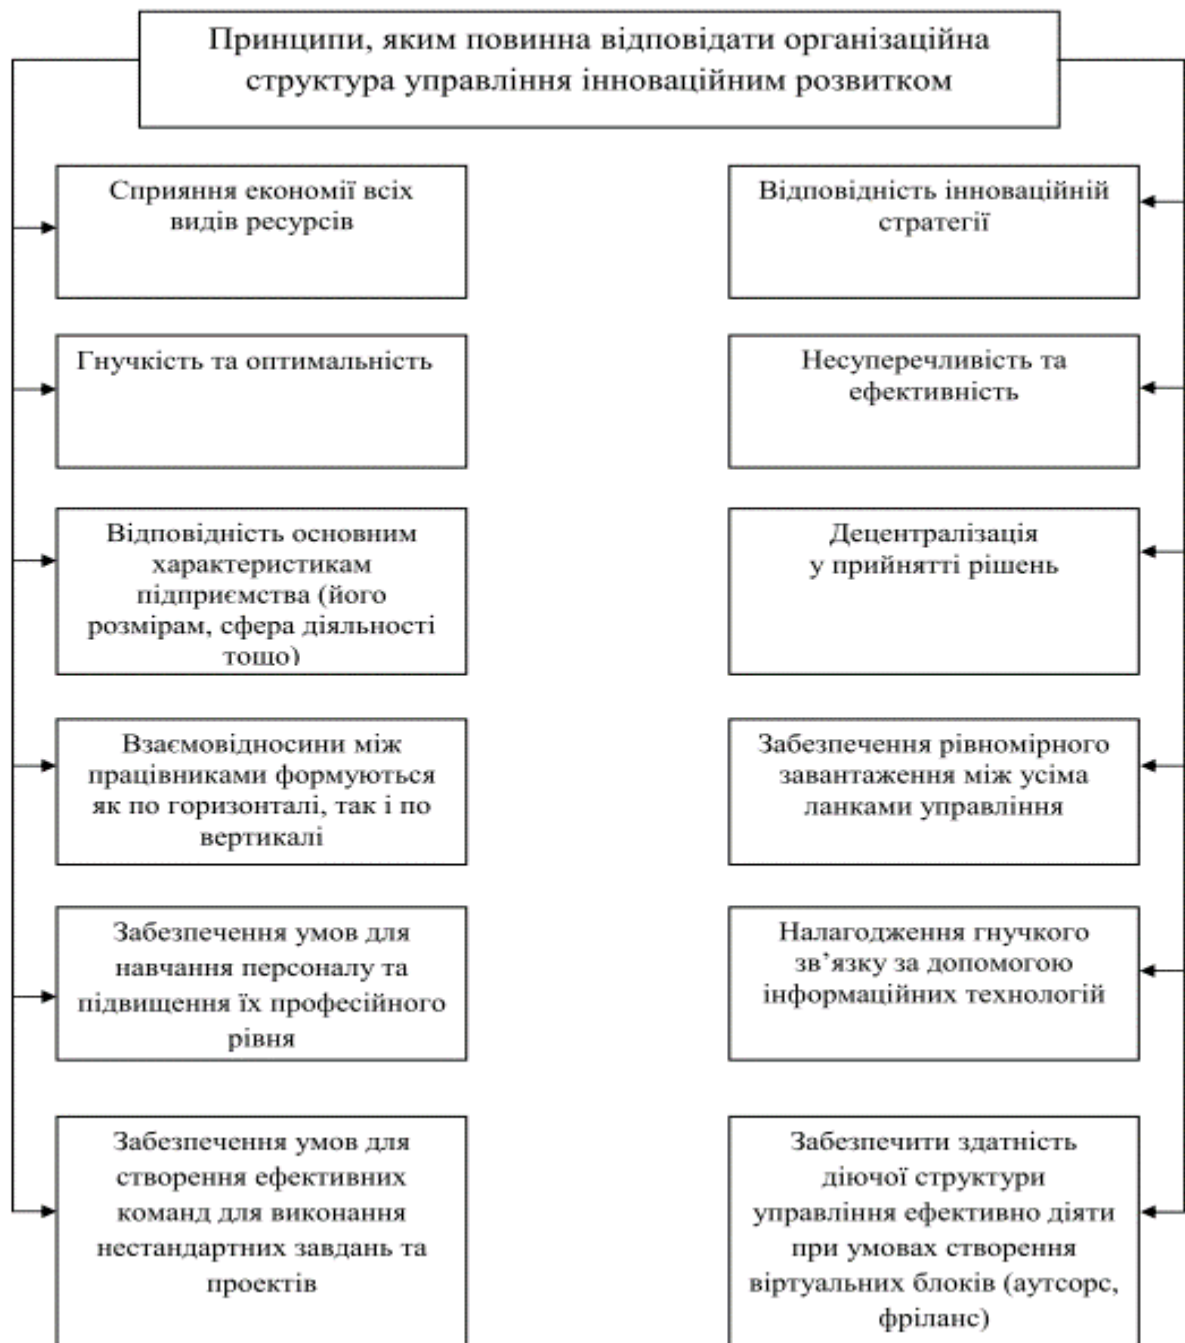 Принципи, яким повинна відповідати організаційна
структура управління інноваційним розвитком
Сприяння економії всіх
видів ресурсів
Відповідність інноваційній
стратегії
Гнучкість та оптимальність
Несуперечливість та
ефективність
Відповідність основним
характеристикам
підприємства (його
розмірам, сфера діяльності
тощо)
Децентралізація
у прийнятті рішень
Взаємовідносини між
працівниками формуються
як по горизонталі, так і по
вертикалі
Забезпечення рівномірного
завантаження між усіма
ланками управління
Забезпечення умов для
навчання персоналу та
підвищення їх професійного
рівня
Налагодження гнучкого
зв’язку за допомогою
інформаційних технологій
Забезпечення умов для
створення ефективних
команд для виконання
нестандартних завдань та
проектів
Забезпечити здатність
діючої структури
управління ефективно діяти
при умовах створення
віртуальних блоків (аутсорс,
фріланс)